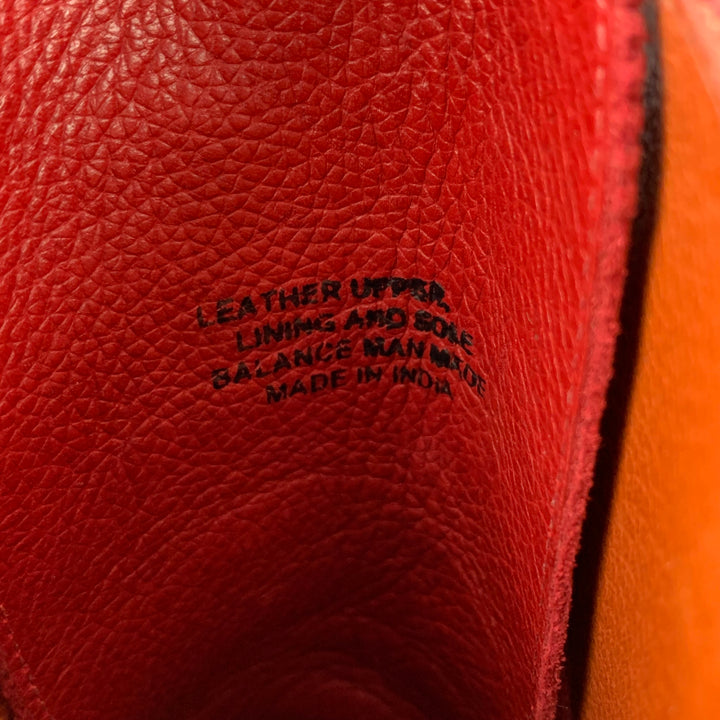 LEATHER UPPER,
LINING AND SOLE
BALANCE MAN MADE
MADE IN INDIA